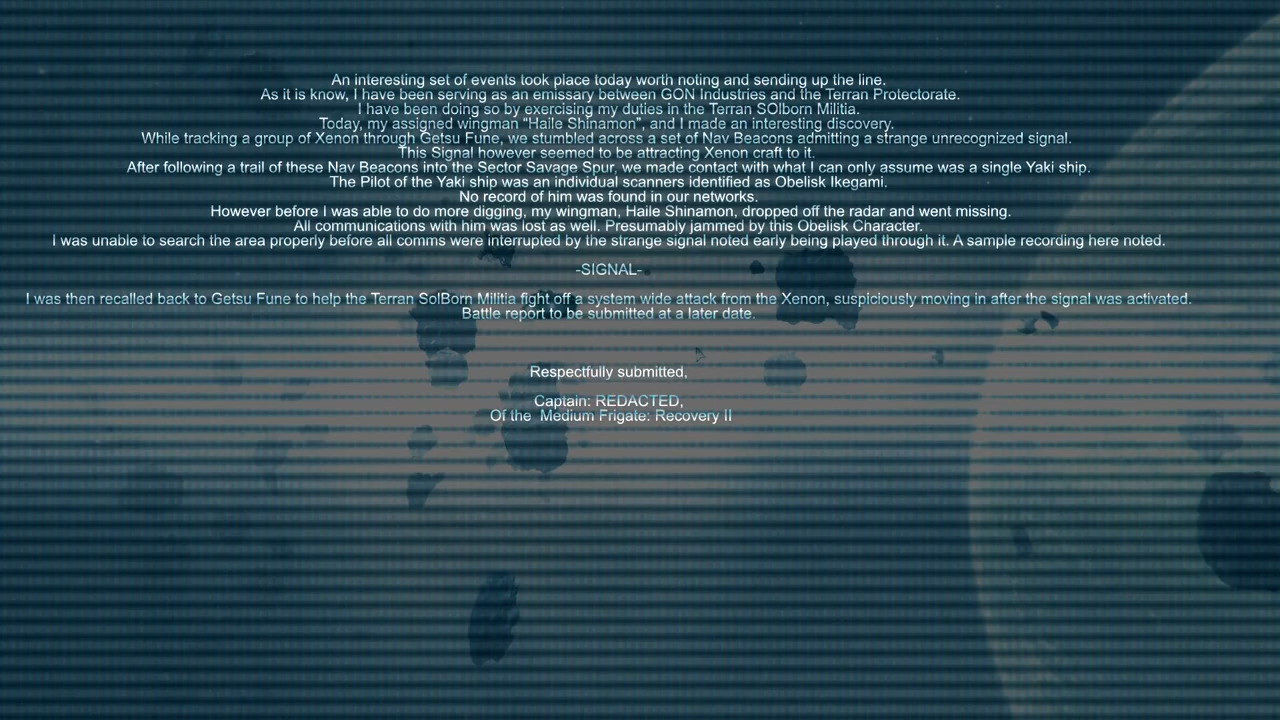 An interesting set of events took place today worth noting and sending up the line.
As it is know, I have been serving as an emissary between GON Industries and the Terran Protectorate.
I have been doing so by exercising my duties in the Terran SOlborn Militia.
Today, my assigned wingman “Haile Shinamon”, and I made an interesting discovery.
While tracking a group of Xenon through Getsu Fune, we stumbled across a set of Nav Beacons admitting a strange unrecognized signal.
This Signal however seemed to be attracting Xenon craft to it.
After following a trail of these Nav Beacons into the Sector Savage Spur, we made contact with what I can only assume was a single Yaki ship.
The Pilot of the Yaki ship was an individual scanners identified as Obelisk Ikegami.
No record of him was found in our networks.
However before I was able to do more digging, my wingman, Haile Shinamon, dropped off the radar and went missing.
All communications with him was lost as well. Presumably jammed by this Obelisk Character.
I was unable to search the area properly before all comms were interrupted by the strange signal noted early being played through it. A sample recording here noted.
-SIGNAL-
I was then recalled back to Getsu Fune to help the Terran SolBorn Militia fight off a system wide attack from the Xenon, suspiciously moving in after the signal was activated.
Battle report to be submitted at a later date.
Respectfully submitted,
Captain: REDACTED,
Of the  Medium Frigate: Recovery II